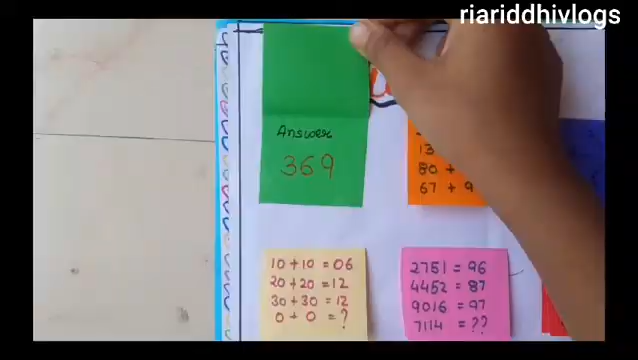 riariddhivlogs
Answer
369
13
80 +
67 + 9
10 + 10 = 06
20 + 20 = 12
30 + 30 = 12
0 + 0 = ?
2751 = 96
4452 = 87
9016 = 97
7114 = ??